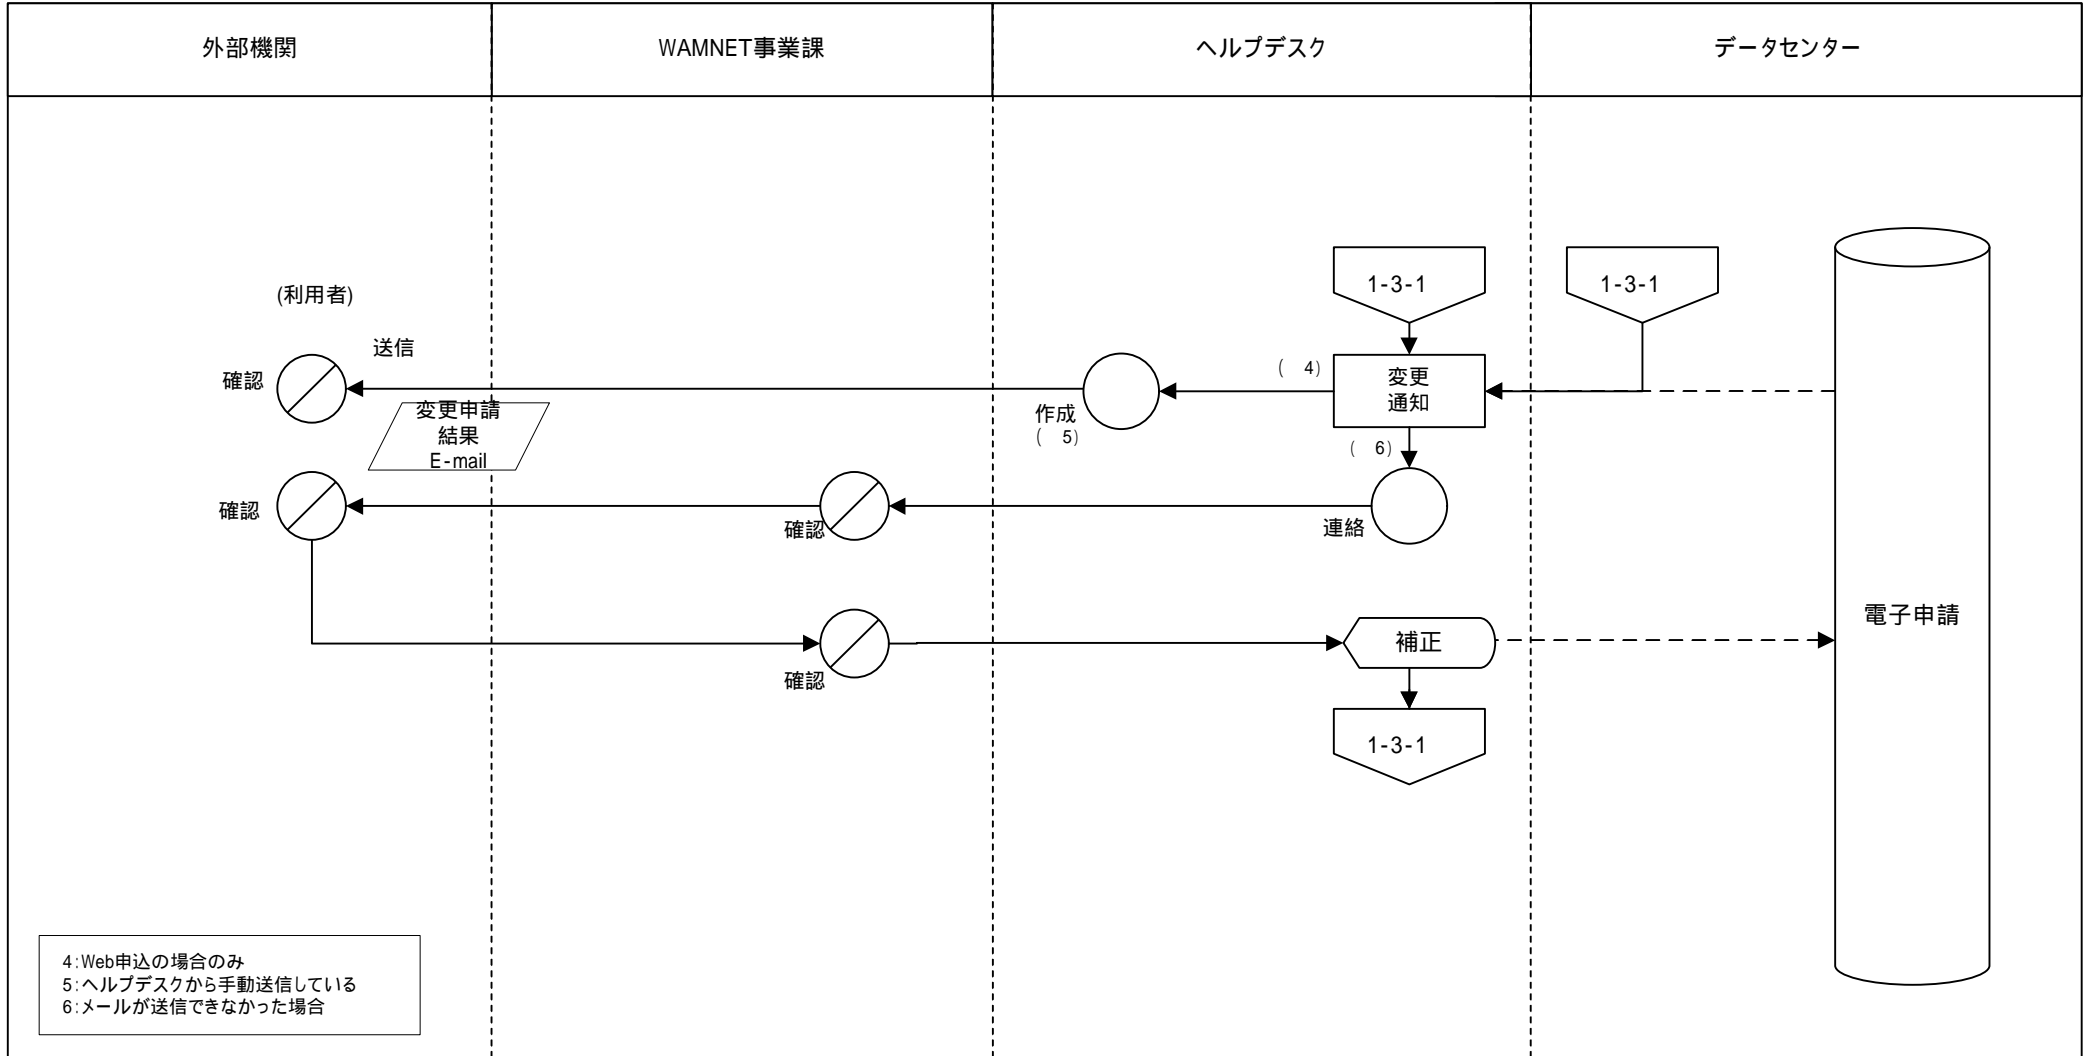 外部機関
WAMNET事業課
ヘルプデスク
データセンター
1-3-1
1-3-1
(利用者)
送信
確認
変更申請
結果
E-mail
作成
(　5)
(　4)
変更
通知
(　6)
確認
確認
連絡
電子申請
確認
補正
1-3-1
4:Web申込の場合のみ
5:ヘルプデスクから手動送信している
6:メールが送信できなかった場合